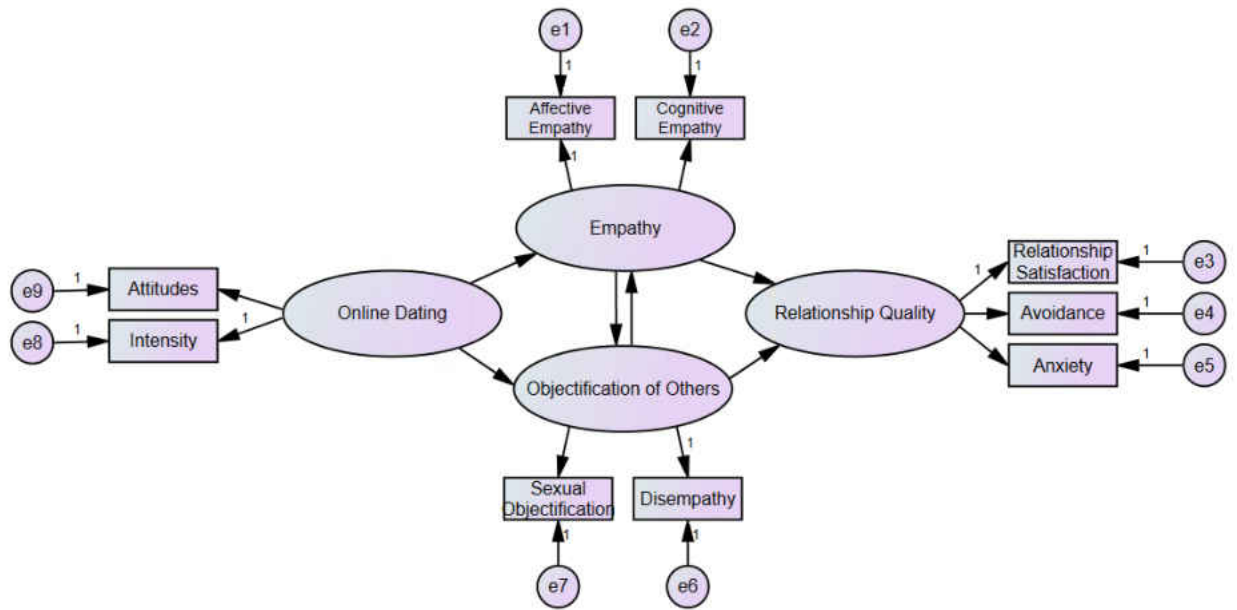 e1
e2
1
1
Affective
Empathy
Cognitive
Empathy
1
Empathy
Relationship
Satisfaction
1
1
e3
e9
1
Attitudes
Online Dating
Relationship Quality
Avoidance
1
e4
e8
1
Intensity
1
Anxiety
1
e5
Objectification of Others
1
Sexual
Objectification
Disempathy
1
1
e7
e6